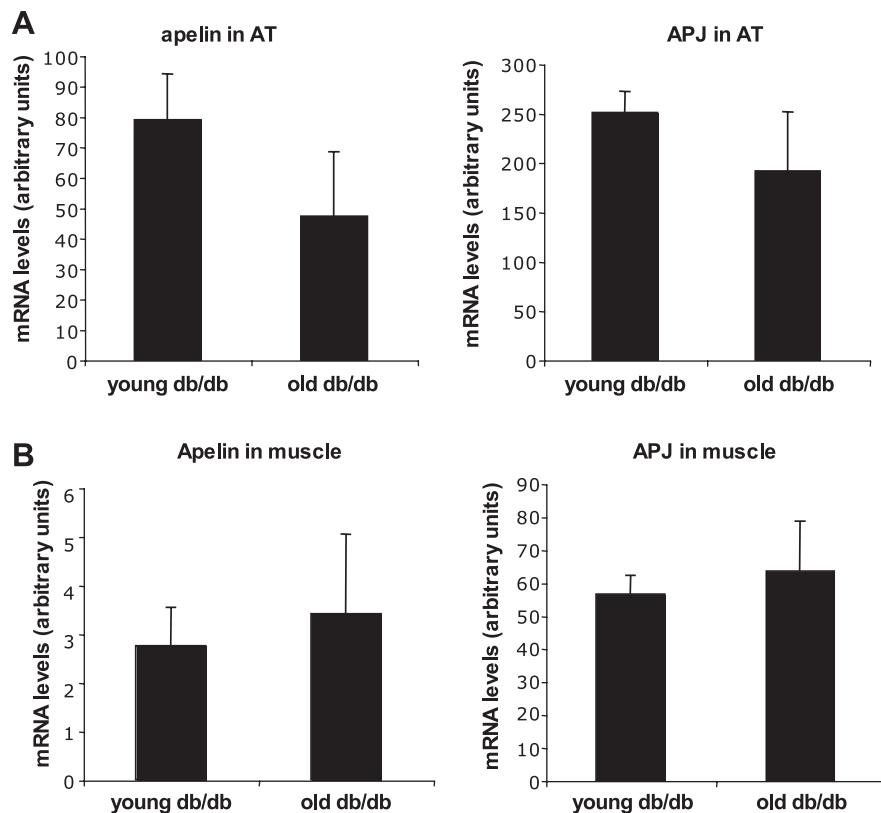 A
apelin in AT
mRNA levels (arbitrary units)
100
90
80
70
60
50
40
30
20
10
0
young db/db old db/db
APJ in AT
mRNA levels (arbitrary units)
300
250
200
150
100
50
0
young db/db old db/db
B
Apelin in muscle
mRNA levels (arbitrary units)
6
5
4
3
2
1
0
young db/db old db/db
APJ in muscle
mRNA levels (arbitrary units)
90
80
70
60
50
40
30
20
10
0
young db/db old db/db